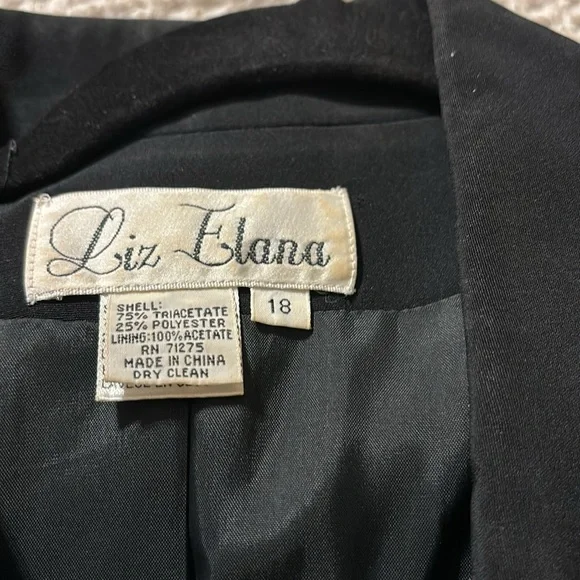 Liz Elana
18
SHELL:
75% TRIACETATE
25% POLYESTER
LINING:100% ACETATE
RN 71275
MADE IN CHINA
DRY CLEAN